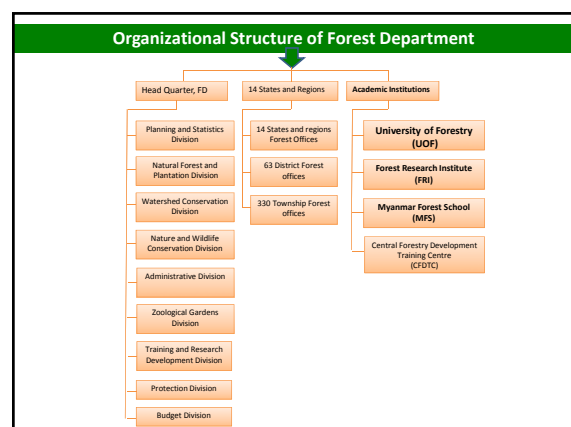 Organizational Structure of Forest Department
Head Quarter, FD
14 States and Regions
Academic Institutions
Planning and Statistics
Division
Natural Forest and
Plantation Division
Watershed Conservation
Division
Nature and Wildlife
Conservation Division
Administrative Division
Zoological Gardens
Division
Training and Research
Development Division
Protection Division
Budget Division
14 States and regions
Forest Offices
63 District Forest
offices
330 Township Forest
offices
University of Forestry
(UOF)
Forest Research Institute
(FRI)
Myanmar Forest School
(MFS)
Central Forestry Development
Training Centre
(CFDTC)